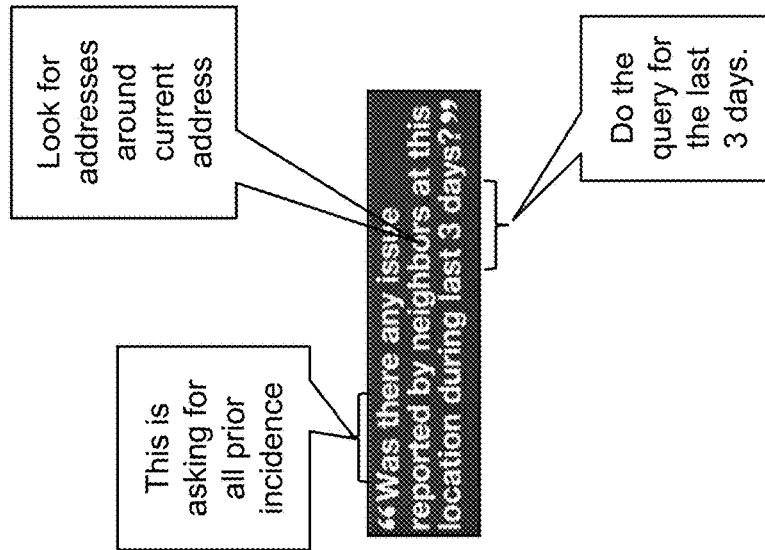 This is
asking for
all prior
incidence
Look for
addresses
around
current
address
“Was there any issue
reported by neighbors at this
location during last 3 days?”
Do the
query for
the last
3 days.